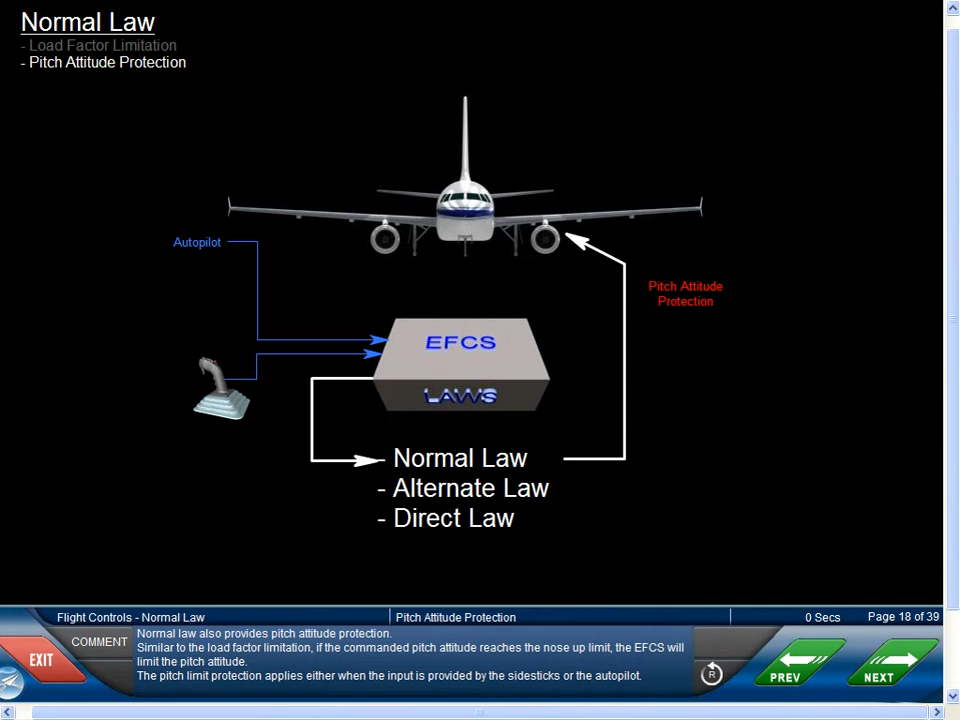 Normal Law
- Load Factor Limitation
- Pitch Attitude Protection
Autopilot
Pitch Attitude
Protection
EFCS
LAWS
- Normal Law
- Alternate Law
- Direct Law
Flight Controls - Normal Law
Pitch Attitude Protection
0 Secs
Page 18 of 39
EXIT
COMMENT
Normal law also provides pitch attitude protection.
Similar to the load factor limitation, if the commanded pitch attitude reaches the nose up limit, the EFCS will
limit the pitch attitude.
The pitch limit protection applies either when the input is provided by the sidesticks or the autopilot.
R
PREV
NEXT